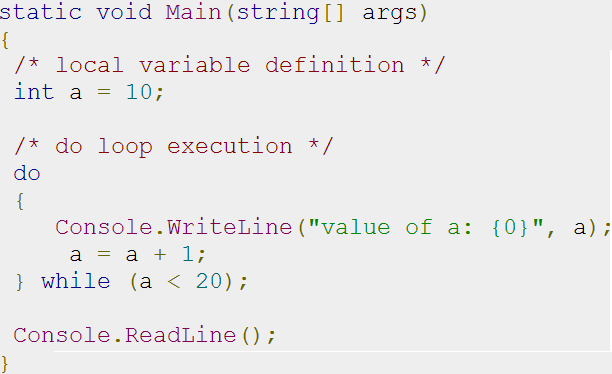 static void Main(string[] args)
{
/* local variable definition */
int a = 10;
/* do loop execution */
do
{
Console.WriteLine("value of a: {0}", a);
a = a + 1;
} while (a < 20);
Console.ReadLine();
}